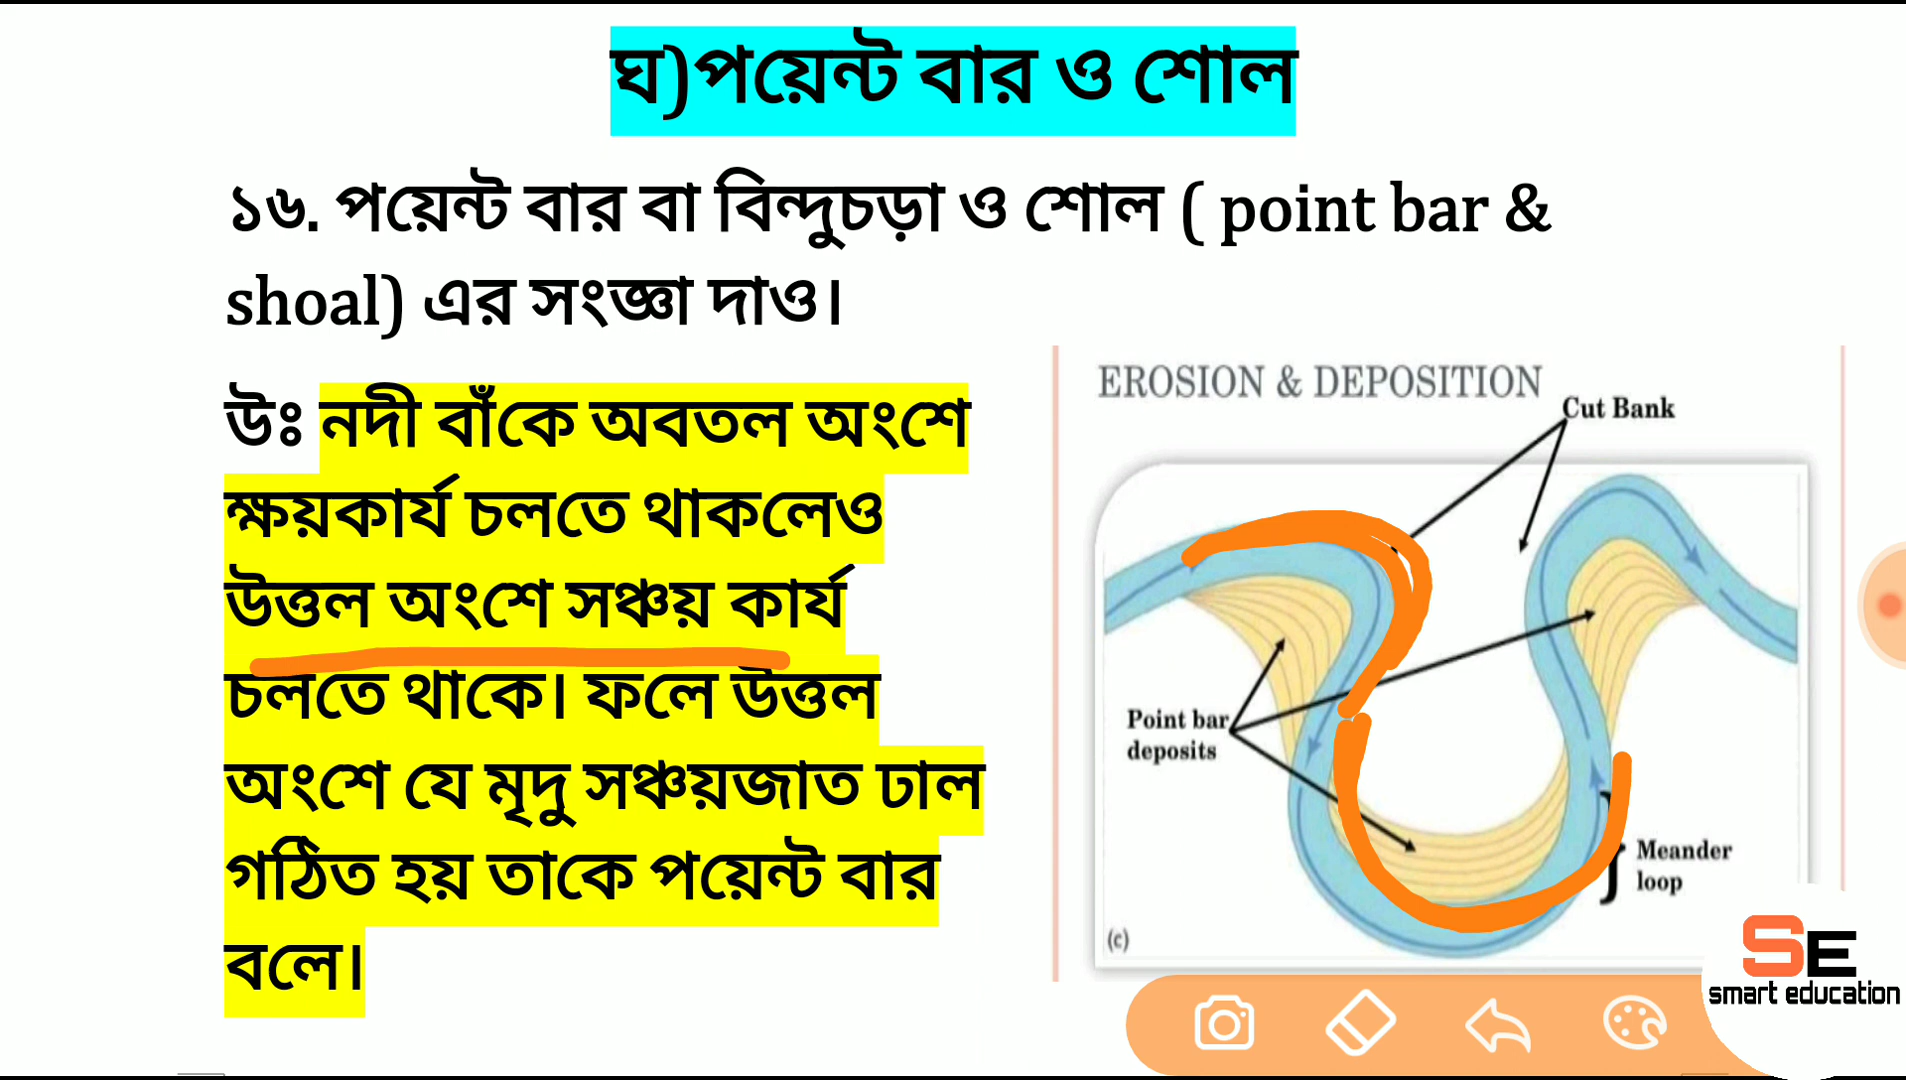 ঘ)পয়েন্ট বার ও শোল
১৬. পয়েন্ট বার বা বিন্দুচড়া ও শোল ( point bar &
shoal) এর সংজ্ঞা দাও।
উঃ নদী বাঁকে অবতল অংশে
ক্ষয়কার্য চলতে থাকলেও
উত্তল অংশে সঞ্চয় কার্য
চলতে থাকে। ফলে উত্তল
অংশে যে মৃদু সঞ্চয়জাত ঢাল
গঠিত হয় তাকে পয়েন্ট বার
বলে।
EROSION & DEPOSITION
Cut Bank
Point bar
deposits
Meander
loop
(c)
SE
smart education